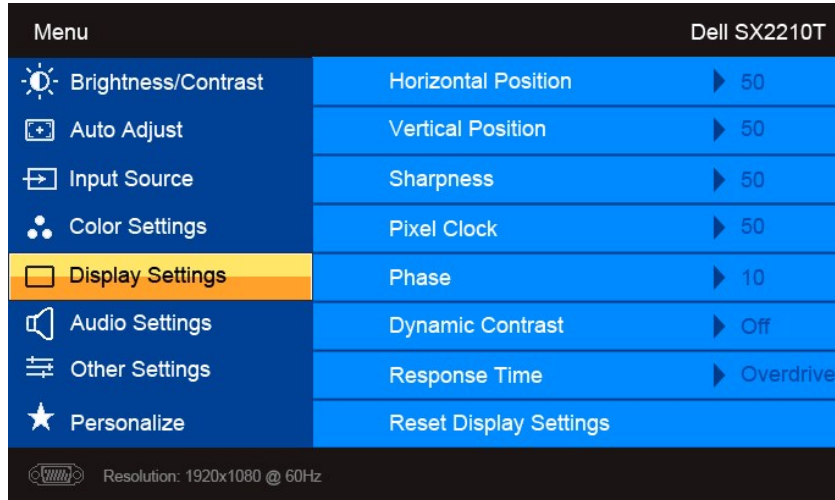 Menu Dell SX2210T
Brightness/Contrast Horizontal Position 50
Auto Adjust Vertical Position 50
Input Source Sharpness 50
Color Settings Pixel Clock 50
Display Settings Phase 10
Audio Settings Dynamic Contrast Off
Other Settings Response Time Overdrive
Personalize Reset Display Settings
Resolution: 1920x1080 @ 60Hz